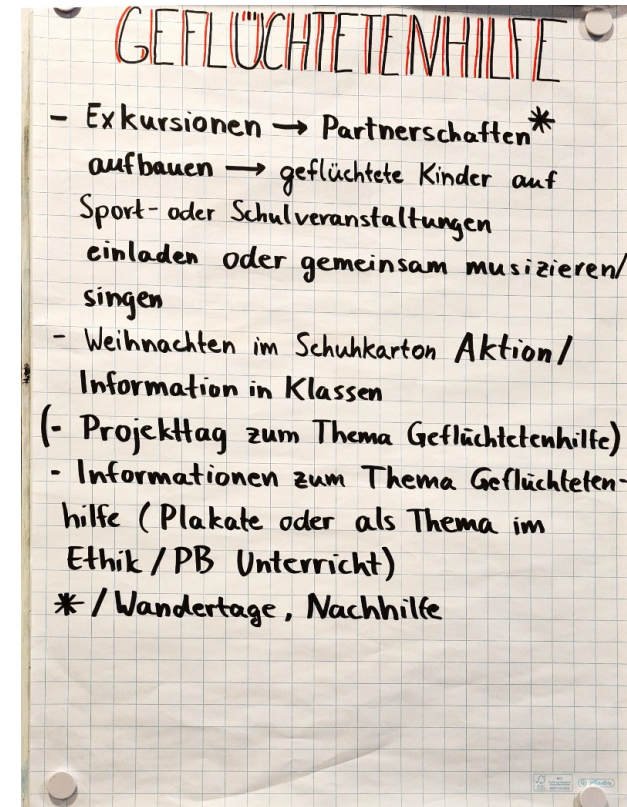 GEFLÜCHTETENHILFE
- Exkursionen → Partnerschaften*
aufbauen → geflüchtete Kinder auf
Sport- oder Schulveranstaltungen
einladen oder gemeinsam musizieren/
singen
- Weihnachten im Schuhkarton Aktion/
Information in Klassen
(- Projekttag zum Thema Geflüchtetenhilfe)
- Informationen zum Thema Geflüchteten-
hilfe (Plakate oder als Thema im
Ethik / PB Unterricht)
* / Wandertage, Nachhilfe